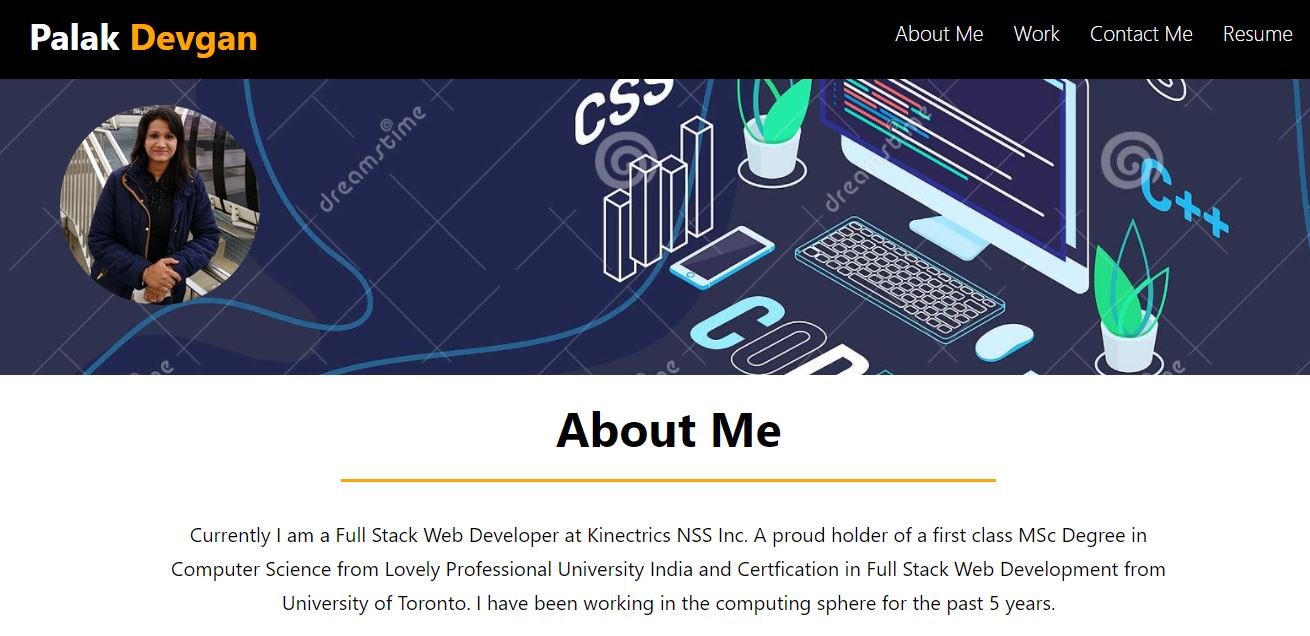 Palak Devgan
About Me Work Contact Me Resume
CSS
dreamstime
dreamstime
C++
COD
About Me
Currently I am a Full Stack Web Developer at Kinectrics NSS Inc. A proud holder of a first class MSc Degree in
Computer Science from Lovely Professional University India and Certfication in Full Stack Web Development from
University of Toronto. I have been working in the computing sphere for the past 5 years.